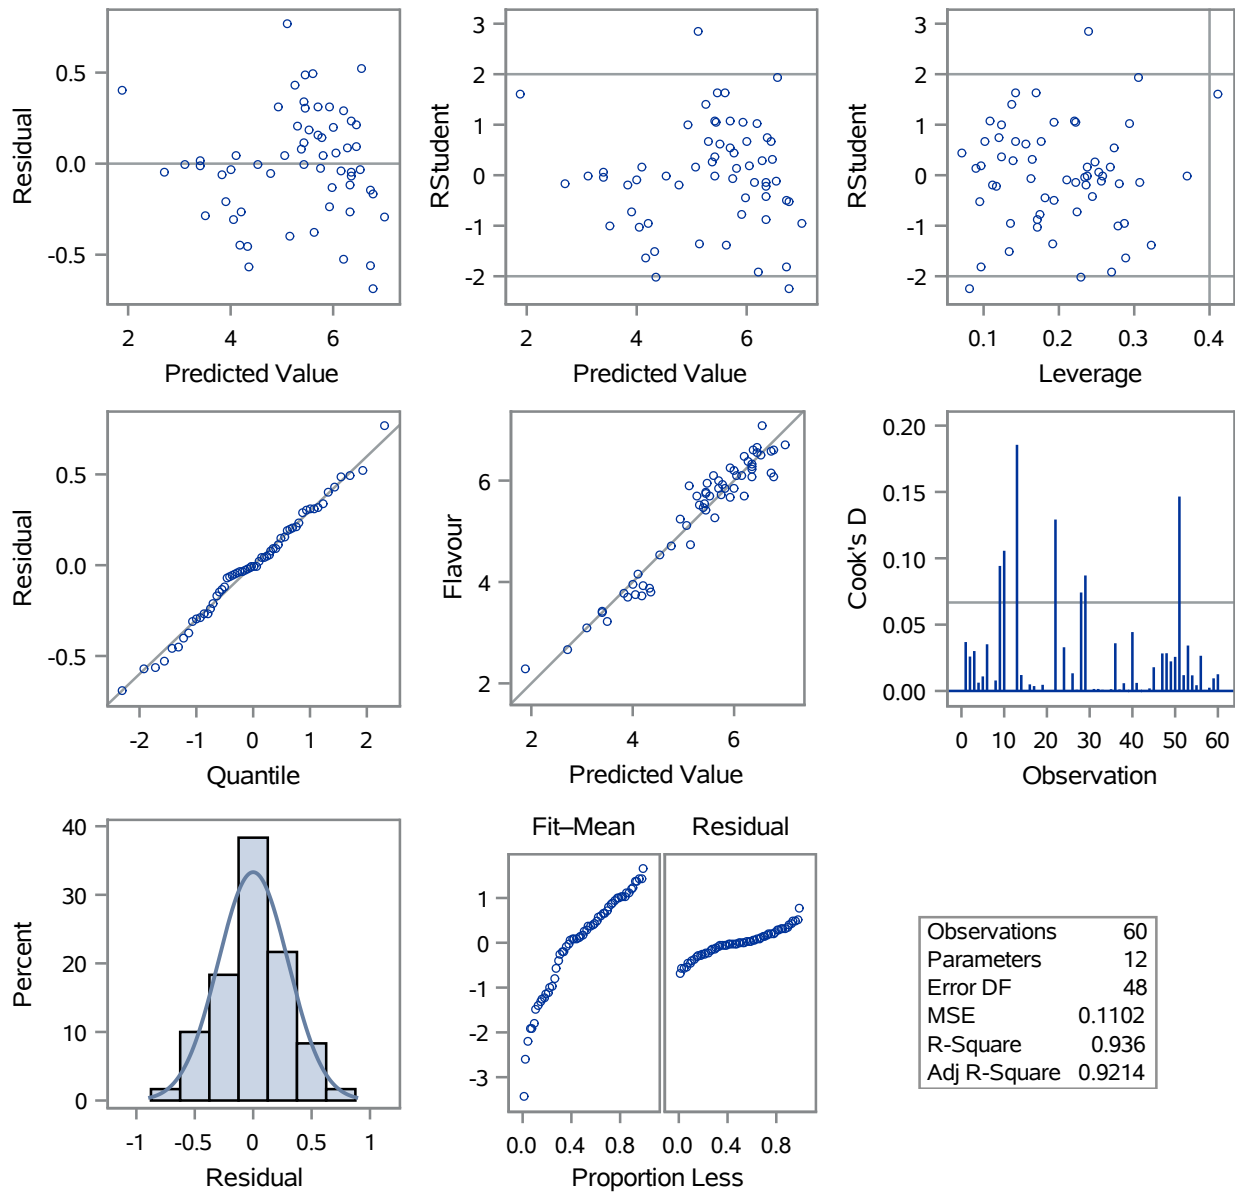 0.5
0.0
-0.5
Residual
2 4 6
Predicted Value
3
2
1
0
-1
-2
RStudent
2 4 6
Predicted Value
3
2
1
0
-1
-2
RStudent
0.1 0.2 0.3 0.4
Leverage
0.5
0.0
-0.5
Residual
-2 -1 0 1 2
Quantile
6
4
2
Flavour
2 4 6
Predicted Value
0.20
0.15
0.10
0.05
0.00
Cook's D
0 10 20 30 40 50 60
Observation
40
30
20
10
0
Percent
-1 -0.5 0 0.5 1
Residual
Fit–Mean Residual
1
0
-1
-2
-3
0.0 0.4 0.8 0.0 0.4 0.8
Proportion Less
Observations 60
Parameters 12
Error DF 48
MSE 0.1102
R-Square 0.936
Adj R-Square 0.9214